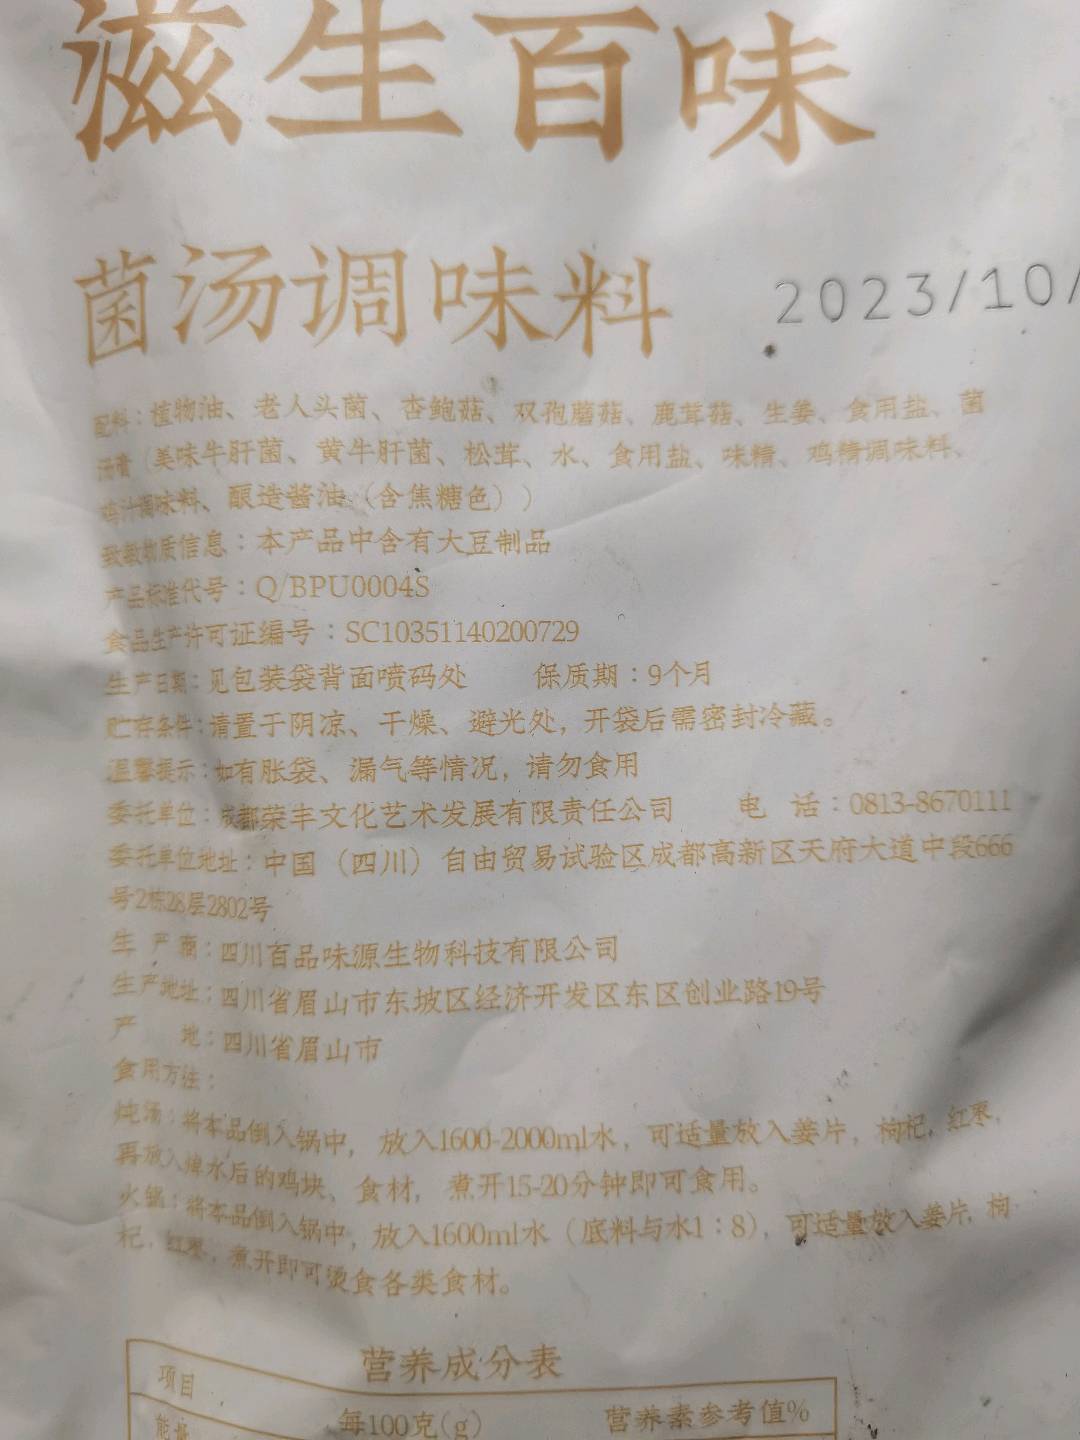 滋生百味
菌汤调味料
2023/10/
配料：植物油、老人头菌、杏鲍菇、双孢蘑菇、鹿茸菇、生姜、食用盐、菌
汤膏（美味牛肝菌、黄牛肝菌、松茸、水、食用盐、味精、鸡精调味料、
鸡汁调味料、酿造酱油（含焦糖色））
致敏物质信息：本产品中含有大豆制品
产品标准代号：Q/BPU0004S
食品生产许可证编号：SC10351140200729
生产日期：见包装袋背面喷码处 保质期：9个月
贮存条件：请置于阴凉、干燥、避光处，开袋后需密封冷藏。
温馨提示：如有胀袋、漏气等情况，请勿食用
委托单位：成都荣丰文化艺术发展有限责任公司 电 话：0813-8670111
委托单位地址：中国（四川）自由贸易试验区成都高新区天府大道中段666
号2栋28层2802号
生 产 商：四川百品味源生物科技有限公司
生产地址：四川省眉山市东坡区经济开发区东区创业路19号
产 地：四川省眉山市
食用方法：
炖汤：将本品倒入锅中，放入1600-2000ml水，可适量放入姜片，枸杞，红枣，
再放入焯水后的鸡块、食材，煮开15-20分钟即可食用。
火锅：将本品倒入锅中，放入1600ml水（底料与水1：8），可适量放入姜片，枸
杞，红枣，煮开即可烫食各类食材。
营养成分表
项目 每100克(g) 营养素参考值%
能量